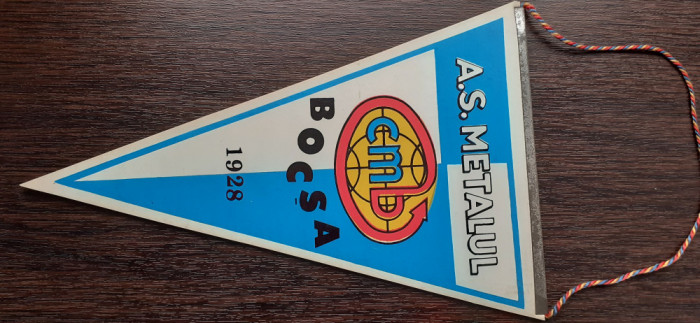 A.S. METALUL
cmb
BOCȘA
1928